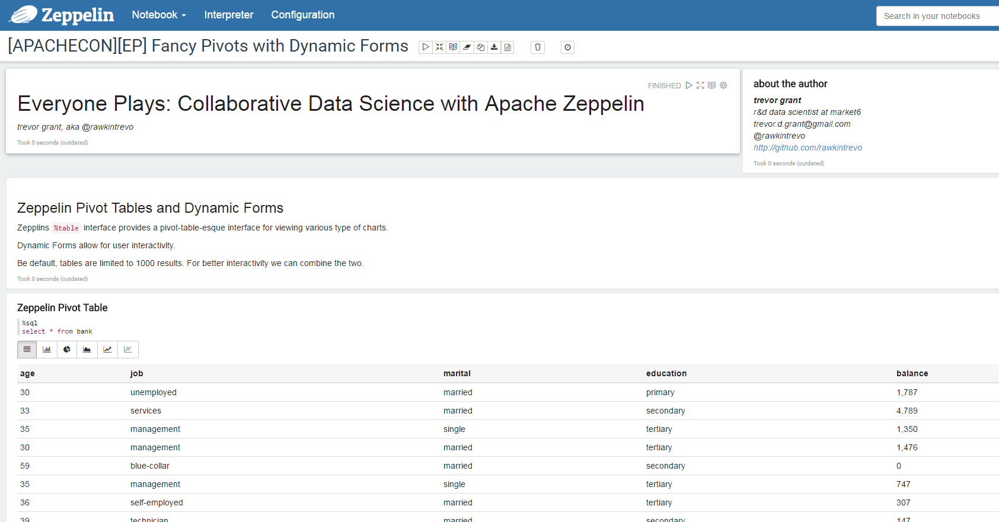 Zeppelin Notebook Interpreter Configuration Search in your notebooks
[APACHECON][EP] Fancy Pivots with Dynamic Forms
FINISHED
Everyone Plays: Collaborative Data Science with Apache Zeppelin
trevor grant, aka @rawkintrevo
Took 0 seconds (outdated)
about the author
trevor grant
r&d data scientist at market6
trevor.d.grant@gmail.com
@rawkintrevo
http://github.com/rawkintrevo
Took 0 seconds (outdated)
Zeppelin Pivot Tables and Dynamic Forms
Zepplins %table interface provides a pivot-table-esque interface for viewing various type of charts.
Dynamic Forms allow for user interactivity.
Be default, tables are limited to 1000 results. For better interactivity we can combine the two.
Took 0 seconds (outdated)
Zeppelin Pivot Table
%sql
select * from bank
age job marital education balance
30 unemployed married primary 1,787
33 services married secondary 4,789
35 management single tertiary 1,350
30 management married tertiary 1,476
59 blue-collar married secondary 0
35 management single tertiary 747
36 self-employed married tertiary 307
39 technician married secondary 147